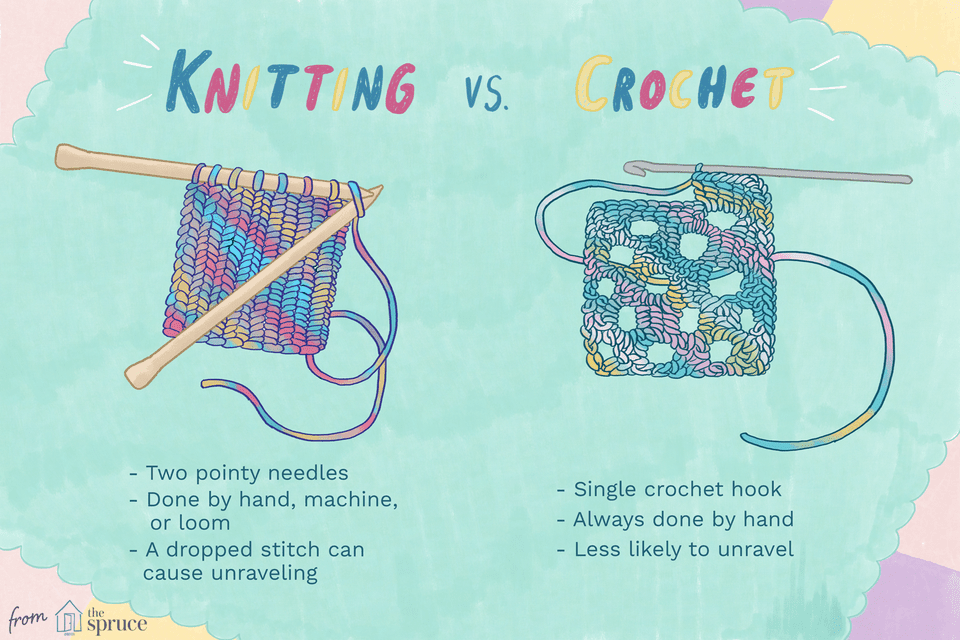 KNITTING VS. CROCHET
- Two pointy needles
- Done by hand, machine,
or loom
- A dropped stitch can
cause unraveling
- Single crochet hook
- Always done by hand
- Less likely to unravel
from the spruce